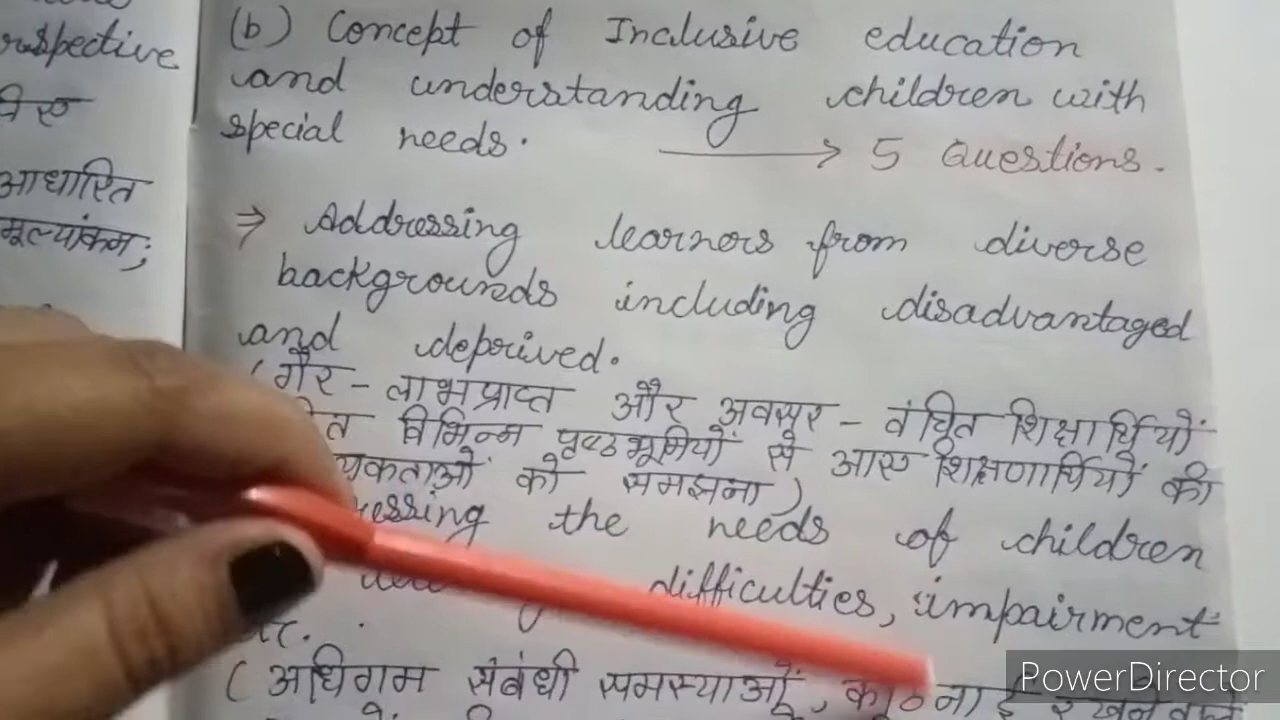 (b) Concept of Inclusive education
and understanding children with
special needs.
→ 5 Questions.
⇒ Addressing learners from diverse
backgrounds including disadvantaged
and deprived.
(गैर - लाभप्राप्त और अवसर - वंचित शिक्षार्थियों
विभिन्न पृष्ठभूमियों से आए शिक्षणार्थियों की
को समझना)
the needs of children
difficulties, impairment
(अधिगम संबंधी समस्याओं,
rspective
आधारित
मूल्यांकम;
PowerDirector